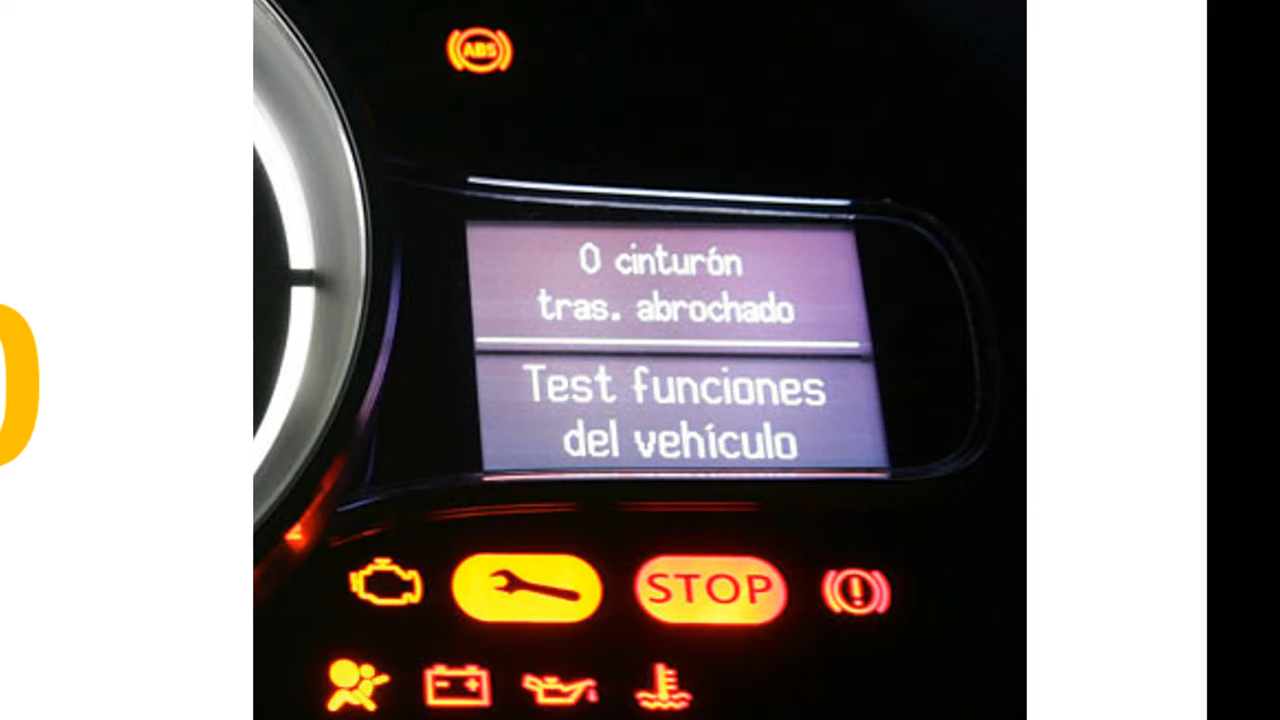 ABS
0 cinturón
tras. abrochado
Test funciones
del vehículo
STOP